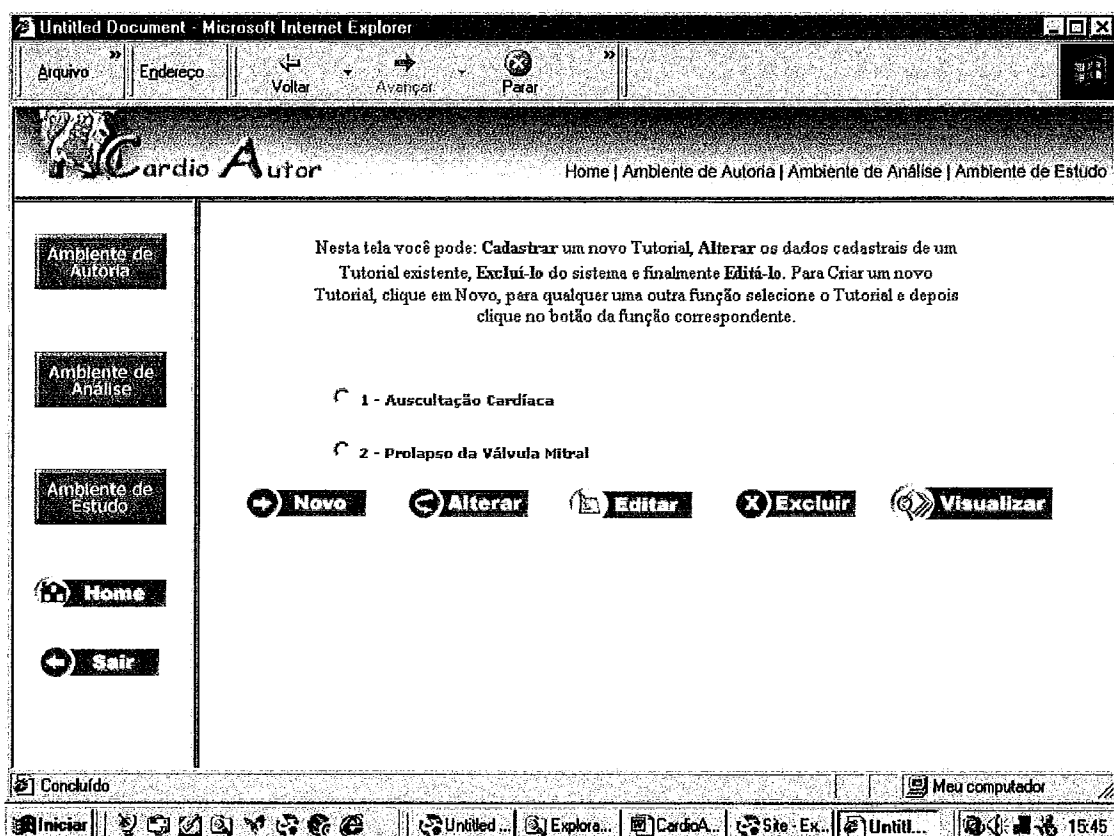 Untitled Document - Microsoft Internet Explorer
Arquivo » Endereço Voltar Avançar Parar »
Cardio Autor
Home | Ambiente de Autoria | Ambiente de Análise | Ambiente de Estudo
Ambiente de
Autoria
Nesta tela você pode: Cadastrar um novo Tutorial, Alterar os dados cadastrais de um
Tutorial existente, Excluí-lo do sistema e finalmente Editá-lo. Para Criar um novo
Tutorial, clique em Novo, para qualquer uma outra função selecione o Tutorial e depois
clique no botão da função correspondente.
Ambiente de
Análise
1 - Auscultação Cardíaca
2 - Prolapso da Válvula Mitral
Ambiente de
Estudo
Novo Alterar Editar Excluir Visualizar
Home
Sair
Concluído Meu computador
Iniciar Untitled ... Explora... CardioA... Site - Ex... Untitl... 15:45